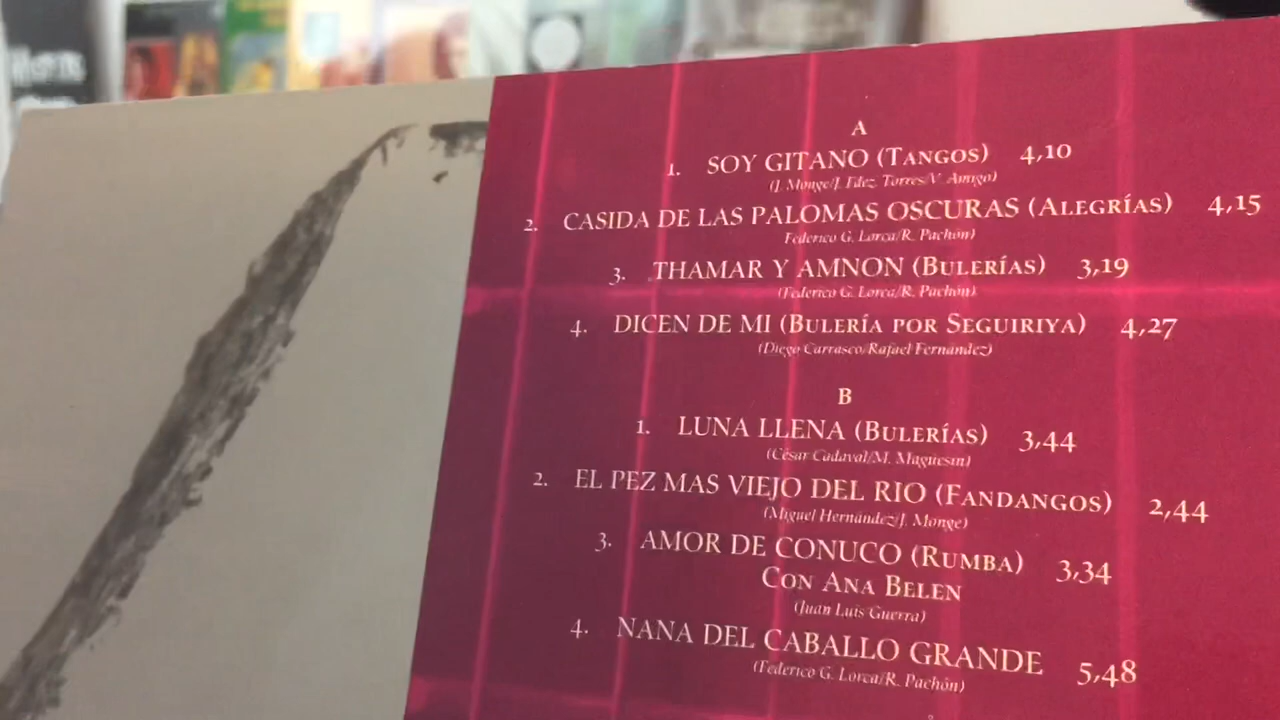 A
1. SOY GITANO (TANGOS) 4,10
(J. Monge/J. Fdez. Torres/V. Amigo)
2. CASIDA DE LAS PALOMAS OSCURAS (ALEGRÍAS) 4,15
Federico G. Lorca/R. Pachón)
3. THAMAR Y AMNON (BULERÍAS) 3,19
(Federico G. Lorca/R. Pachón)
4. DICEN DE MI (BULERÍA POR SEGUIRIYA) 4,27
(Diego Carrasco/Rafael Fernández)
B
1. LUNA LLENA (BULERÍAS) 3,44
(César Cadaval/M. Magüesin)
2. EL PEZ MAS VIEJO DEL RIO (FANDANGOS) 2,44
(Miguel Hernández/J. Monge)
3. AMOR DE CONUCO (RUMBA) 3,34
CON ANA BELEN
(Juan Luis Guerra)
4. NANA DEL CABALLO GRANDE 5,48
(Federico G. Lorca/R. Pachón)